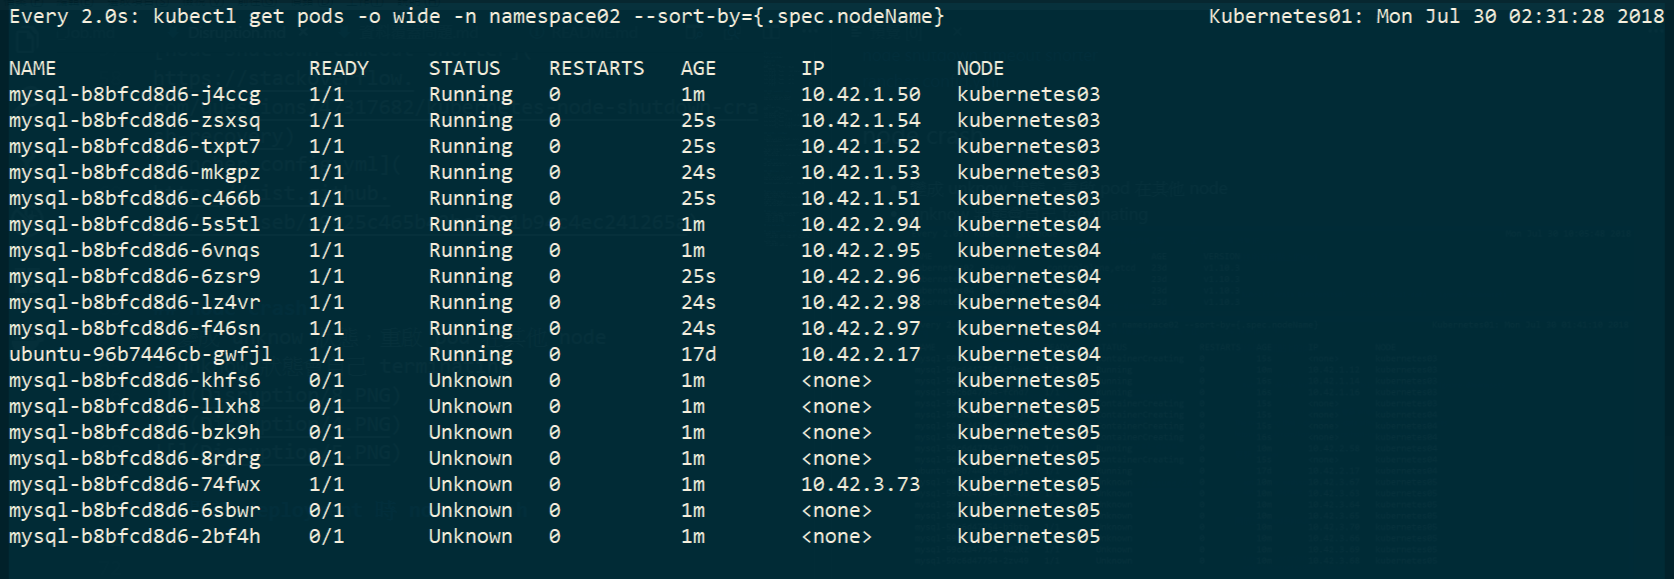 Every 2.0s: kubectl get pods -o wide -n namespace02 --sort-by={.spec.nodeName} Kubernetes01: Mon Jul 30 02:31:28 2018
NAME READY STATUS RESTARTS AGE IP NODE
mysql-b8bfcd8d6-j4ccg 1/1 Running 0 1m 10.42.1.50 kubernetes03
mysql-b8bfcd8d6-zsxsq 1/1 Running 0 25s 10.42.1.54 kubernetes03
mysql-b8bfcd8d6-txpt7 1/1 Running 0 25s 10.42.1.52 kubernetes03
mysql-b8bfcd8d6-mkgpz 1/1 Running 0 24s 10.42.1.53 kubernetes03
mysql-b8bfcd8d6-c466b 1/1 Running 0 25s 10.42.1.51 kubernetes03
mysql-b8bfcd8d6-5s5tl 1/1 Running 0 1m 10.42.2.94 kubernetes04
mysql-b8bfcd8d6-6vnqs 1/1 Running 0 1m 10.42.2.95 kubernetes04
mysql-b8bfcd8d6-6zsr9 1/1 Running 0 25s 10.42.2.96 kubernetes04
mysql-b8bfcd8d6-lz4vr 1/1 Running 0 24s 10.42.2.98 kubernetes04
mysql-b8bfcd8d6-f46sn 1/1 Running 0 24s 10.42.2.97 kubernetes04
ubuntu-96b7446cb-gwfjl 1/1 Running 0 17d 10.42.2.17 kubernetes04
mysql-b8bfcd8d6-khfs6 0/1 Unknown 0 1m <none> kubernetes05
mysql-b8bfcd8d6-llxh8 0/1 Unknown 0 1m <none> kubernetes05
mysql-b8bfcd8d6-bzk9h 0/1 Unknown 0 1m <none> kubernetes05
mysql-b8bfcd8d6-8rdrg 0/1 Unknown 0 1m <none> kubernetes05
mysql-b8bfcd8d6-74fwx 1/1 Unknown 0 1m 10.42.3.73 kubernetes05
mysql-b8bfcd8d6-6sbwr 0/1 Unknown 0 1m <none> kubernetes05
mysql-b8bfcd8d6-2bf4h 0/1 Unknown 0 1m <none> kubernetes05